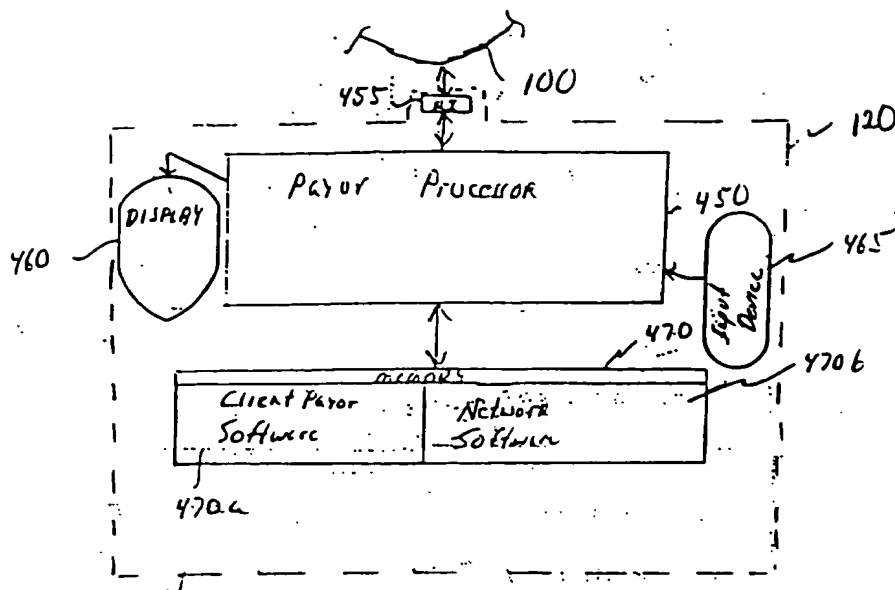 455
100
120
PAYOR PROCESSOR
DISPLAY
450
460
465
Input Device
470
MEMORY
470b
Client Payor Software
Network Software
470a